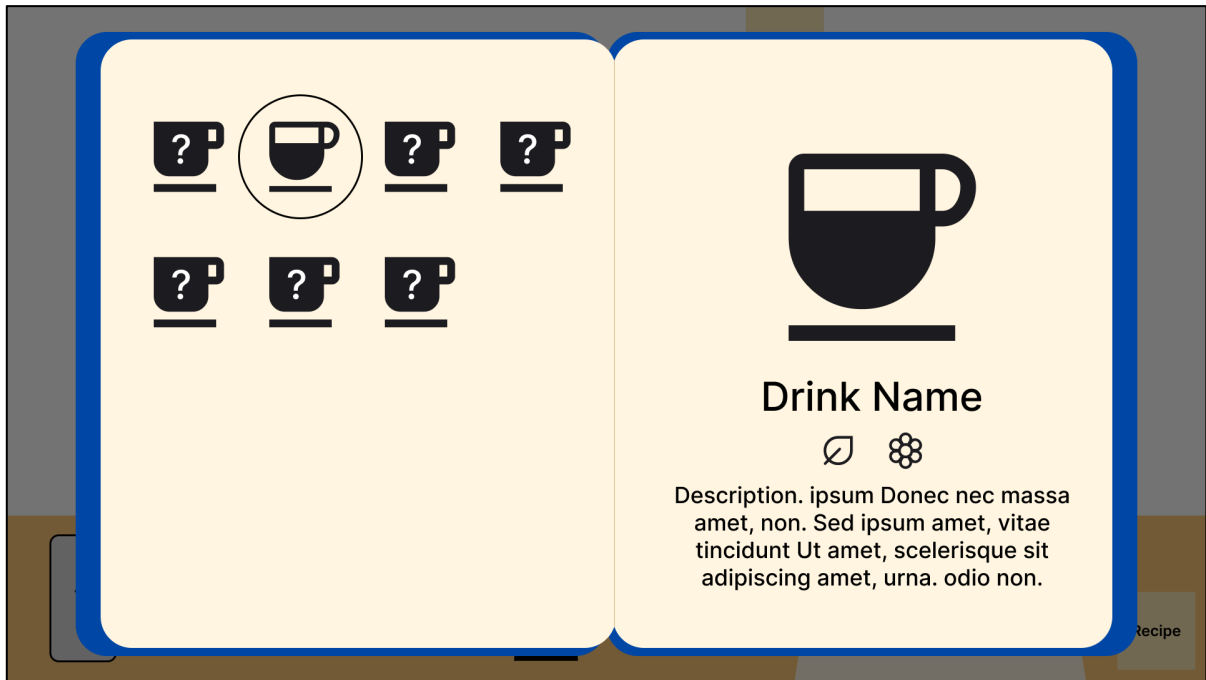 ? ? ?
? ? ?
Drink Name
Description. ipsum Donec nec massa
amet, non. Sed ipsum amet, vitae
tincidunt Ut amet, scelerisque sit
adipiscing amet, urna. odio non.
Recipe